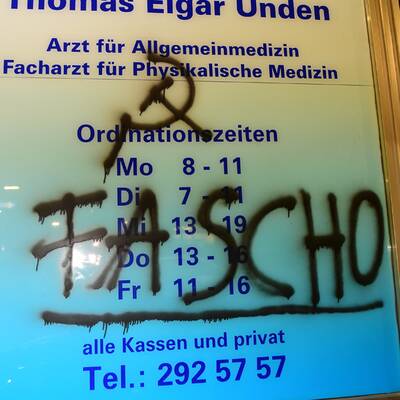 Thomas Elgar Unden
Arzt für Allgemeinmedizin
Facharzt für Physikalische Medizin
Ordinationszeiten
Mo 8 - 11
Di 7 - 11
Mi 13 - 19
Do 13 - 16
Fr 11 - 16
FASCHO
alle Kassen und privat
Tel.: 292 57 57